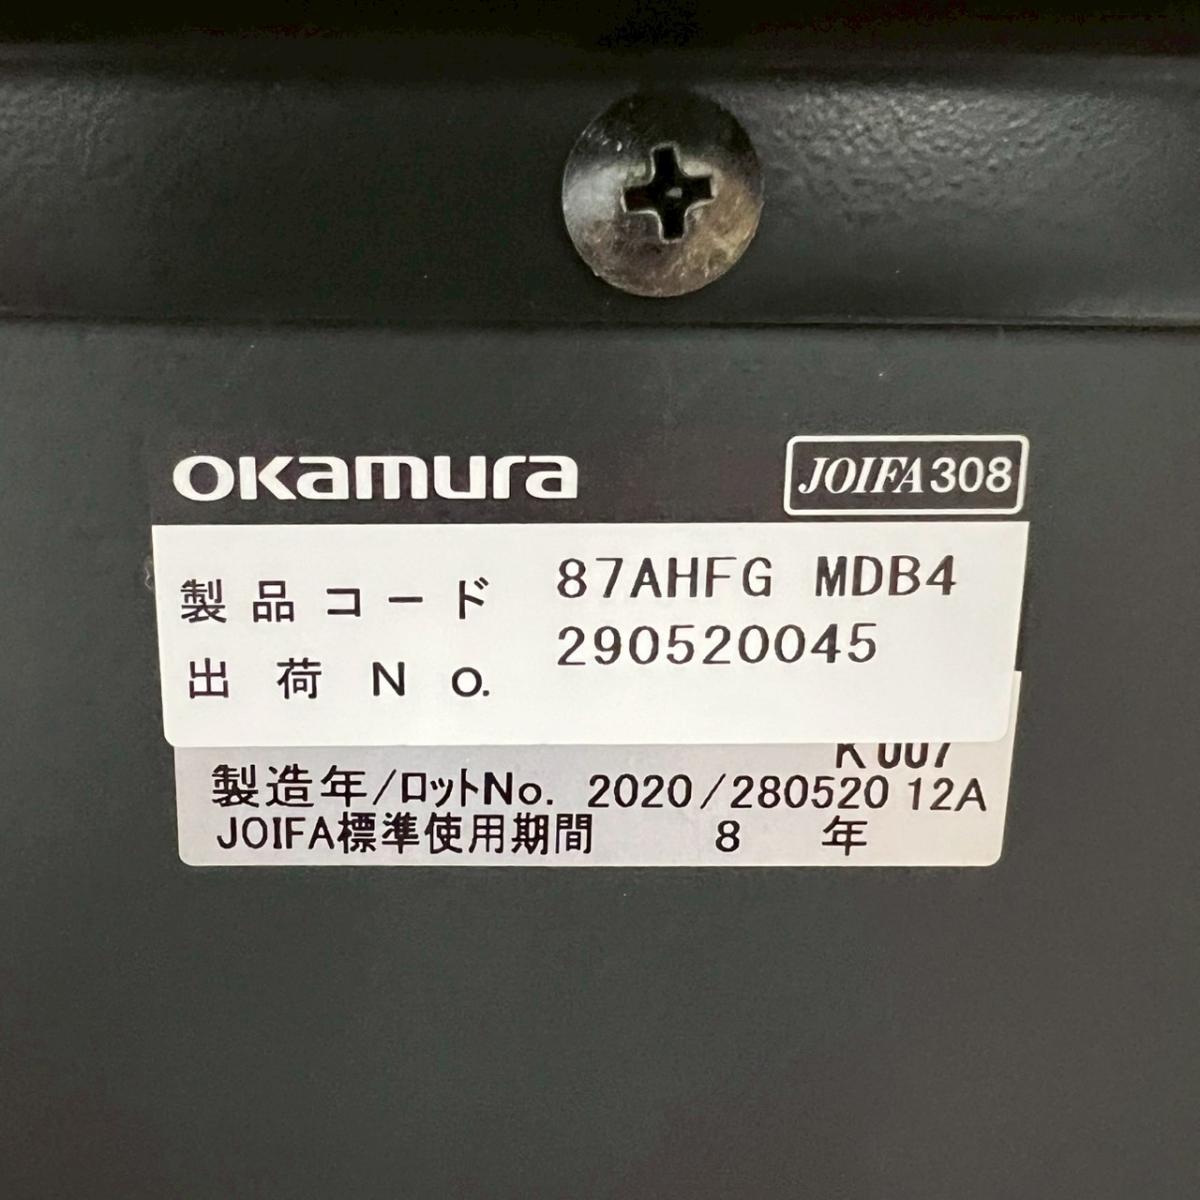 okamura
JOIFA308
製品コード 87AHFG MDB4
出荷No. 290520045
製造年/ロットNo. 2020/280520 12A
JOIFA標準使用期間 8 年